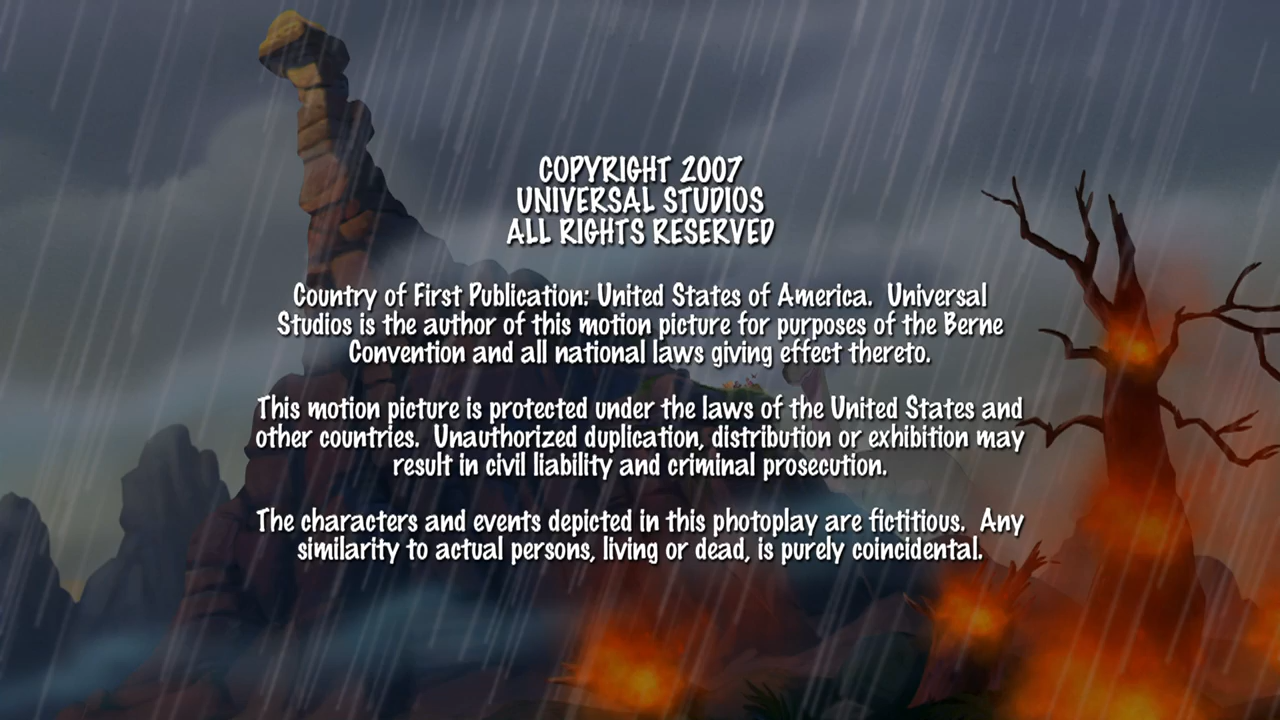 COPYRIGHT 2007
UNIVERSAL STUDIOS
ALL RIGHTS RESERVED
Country of First Publication: United States of America.  Universal
Studios is the author of this motion picture for purposes of the Berne
Convention and all national laws giving effect thereto.
This motion picture is protected under the laws of the United States and
other countries.  Unauthorized duplication, distribution or exhibition may
result in civil liability and criminal prosecution.
The characters and events depicted in this photoplay are fictitious.  Any
similarity to actual persons, living or dead, is purely coincidental.